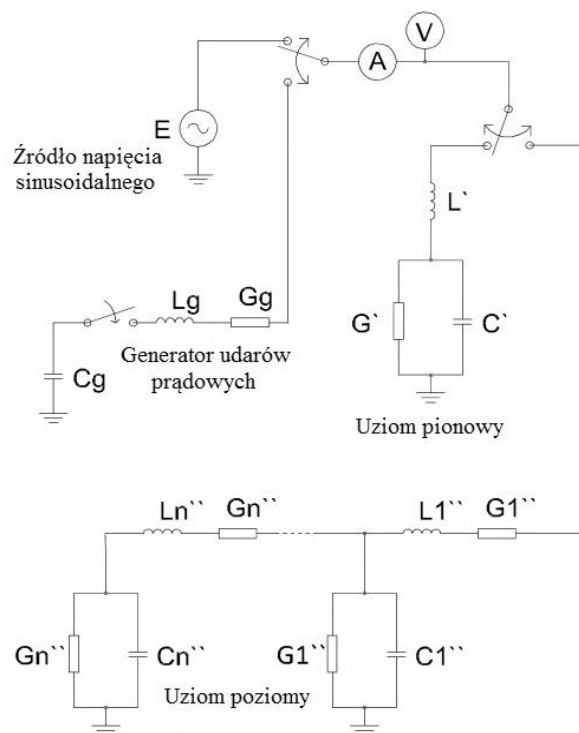 V
A
E
Źródło napięcia
sinusoidalnego
L`
Lg
Gg
G`
C`
Generator udarów
prądowych
Cg
Uziom pionowy
Ln``
Gn``
L1``
G1``
Gn``
Cn``
G1``
C1``
Uziom poziomy